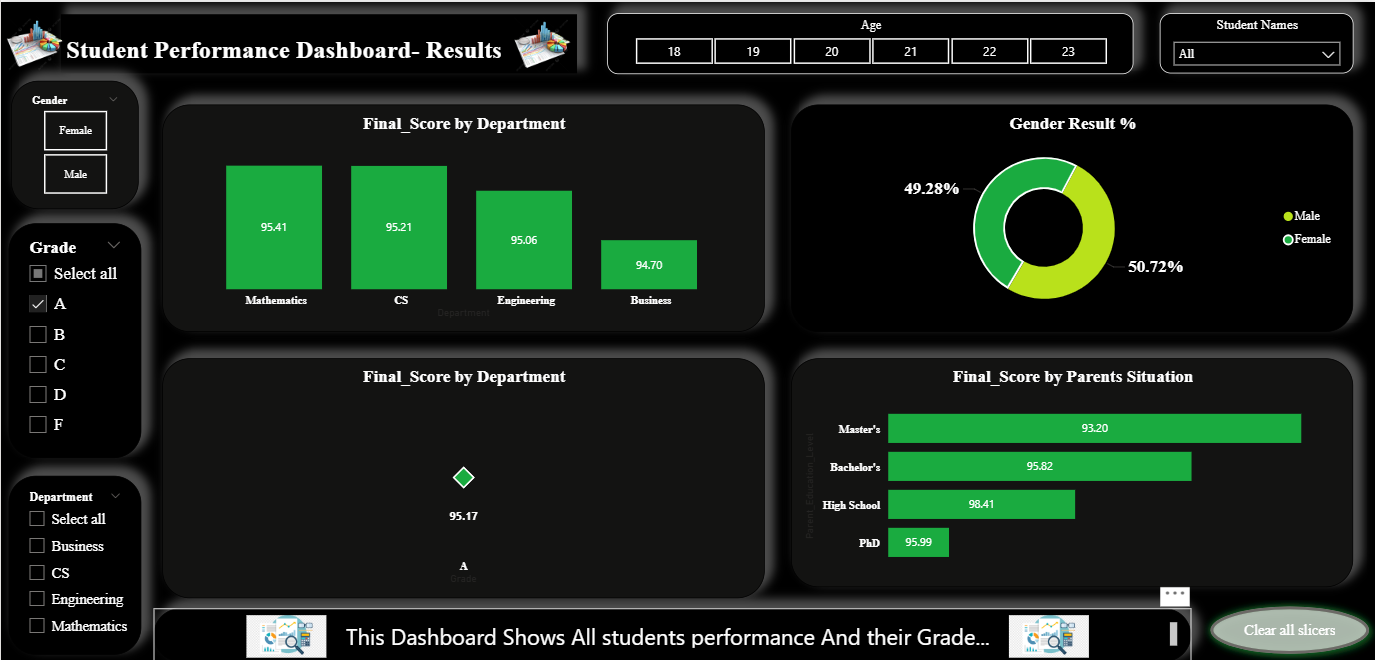 Student Performance Dashboard- Results
Age
18 19 20 21 22 23
Student Names
All
Gender
Female
Male
Grade
Select all
A
B
C
D
F
Department
Select all
Business
CS
Engineering
Mathematics
Final_Score by Department
95.41 95.21 95.06 94.70
Mathematics CS Engineering Business
Department
Gender Result %
49.28%
50.72%
Male
Female
Final_Score by Department
95.17
A
Grade
Final_Score by Parents Situation
Parent_Education_Level
Master's 93.20
Bachelor's 95.82
High School 98.41
PhD 95.99
This Dashboard Shows All students performance And their Grade...
Clear all slicers